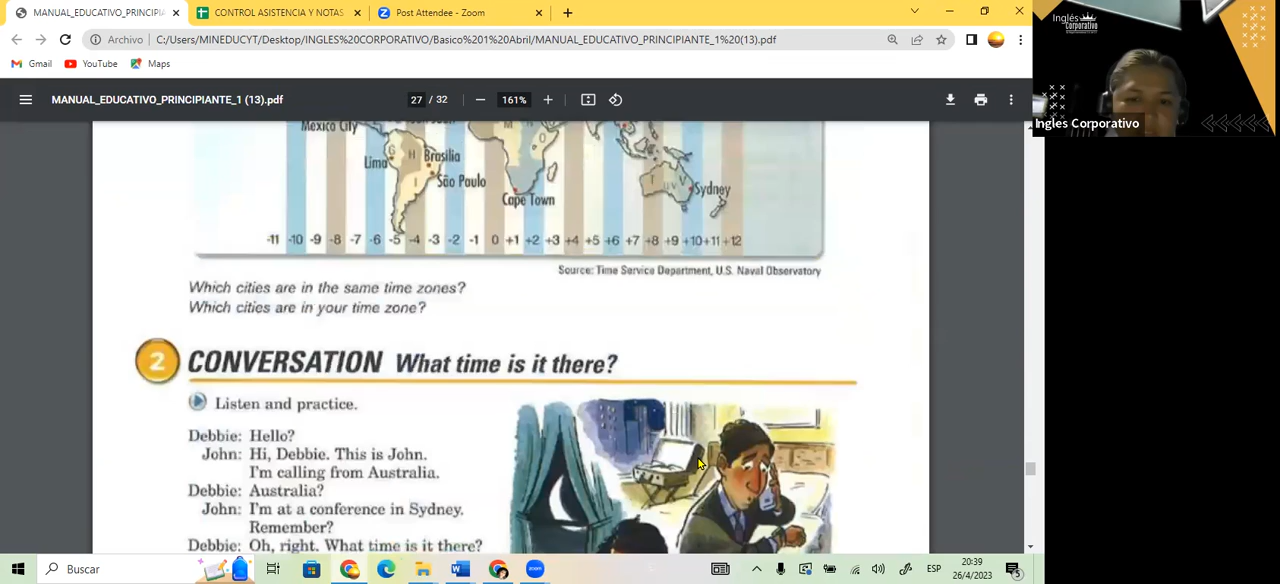 MANUAL_EDUCATIVO_PRINCIPIA
CONTROL ASISTENCIA Y NOTAS
Post Attendee - Zoom
Archivo
C:/Users/MINEDUCYT/Desktop/INGLES%20CORPORATIVO/Basico%201%20Abril/MANUAL_EDUCATIVO_PRINCIPIANTE_1%20(13).pdf
Gmail
YouTube
Maps
MANUAL_EDUCATIVO_PRINCIPIANTE_1 (13).pdf
27 / 32
161%
Inglés
Corporativo
Ingles Corporativo
Mexico City
Lima
Brasilia
São Paulo
Cape Town
Sydney
G H I M O T U V
-11 -10 -9 -8 -7 -6 -5 -4 -3 -2 -1 0 +1 +2 +3 +4 +5 +6 +7 +8 +9 +10 +11 +12
Source: Time Service Department, U.S. Naval Observatory
Which cities are in the same time zones?
Which cities are in your time zone?
2 CONVERSATION What time is it there?
Listen and practice.
Debbie: Hello?
John: Hi, Debbie. This is John.
I'm calling from Australia.
Debbie: Australia?
John: I'm at a conference in Sydney.
Remember?
Debbie: Oh, right. What time is it there?
Buscar
ESP
20:39
26/4/2023
5